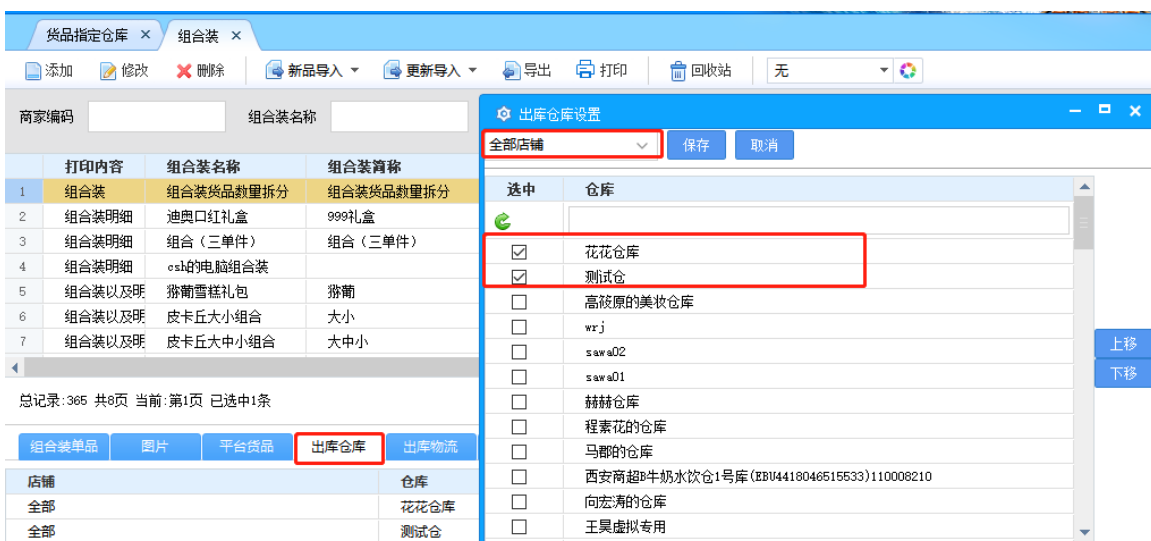 货品指定仓库 × 组合装 ×
添加 修改 删除 新品导入 更新导入 导出 打印 回收站 无
商家编码 组合装名称
打印内容 组合装名称 组合装简称
1 组合装 组合装货品数量拆分 组合装货品数量拆分
2 组合装明细 迪奥口红礼盒 999礼盒
3 组合装明细 组合（三单件） 组合（三单件）
4 组合装明细 csh的电脑组合装
5 组合装以及明 猕葡雪糕礼包 猕葡
6 组合装以及明 皮卡丘大小组合 大小
7 组合装以及明 皮卡丘大中小组合 大中小
总记录:365 共8页 当前:第1页 已选中1条
组合装单品 图片 平台货品 出库仓库 出库物流
店铺 仓库
全部 花花仓库
全部 测试仓
出库仓库设置
全部店铺 保存 取消
选中 仓库
花花仓库
测试仓
高筱原的美妆仓库
wrj
sawa02
sawa01
赫赫仓库
程素花的仓库
马郡的仓库
西安商超B牛奶水饮仓1号库(EBU4418046515533)110008210
向宏涛的仓库
王昊虚拟专用
上移
下移